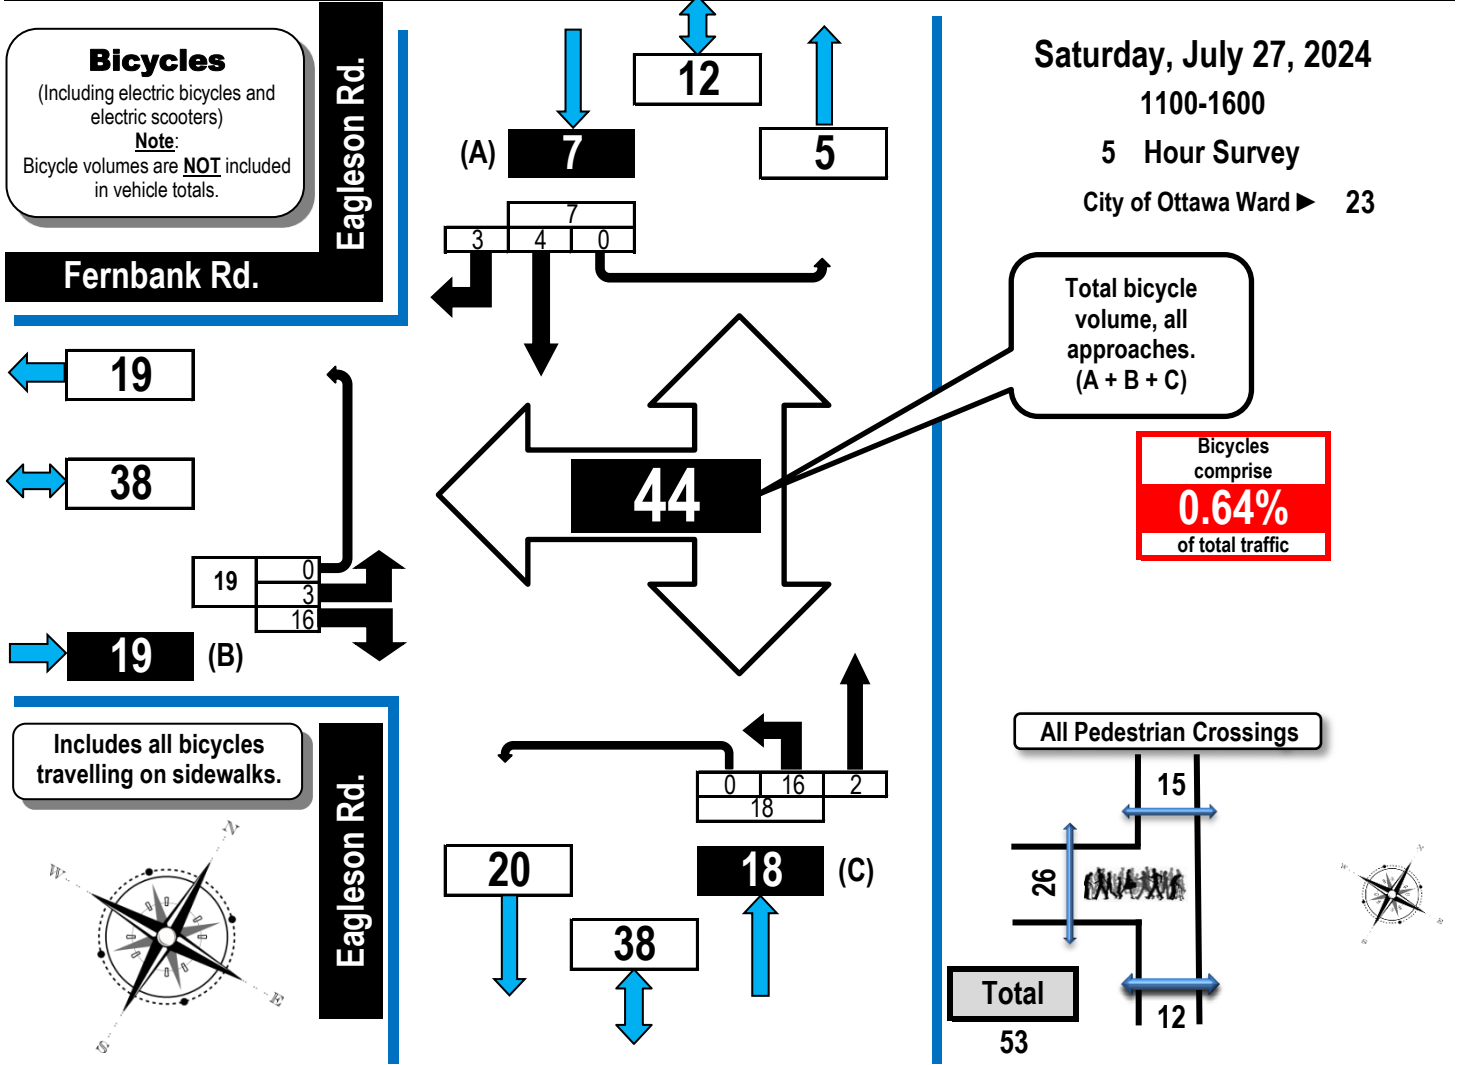 Bicycles
(Including electric bicycles and
electric scooters)
Note:
Bicycle volumes are NOT included
in vehicle totals.
Eagleson Rd.
Fernbank Rd.
12
(A)
7
5
7
3 4 0
Saturday, July 27, 2024
1100-1600
5 Hour Survey
City of Ottawa Ward ► 23
Total bicycle
volume, all
approaches.
(A + B + C)
19
38
44
Bicycles
comprise
0.64%
of total traffic
19
0
3
16
19
(B)
Includes all bicycles
travelling on sidewalks.
Eagleson Rd.
N
W
E
S
0 16 2
18
20
18
(C)
38
All Pedestrian Crossings
15
26
12
Total
53
N
W
E
S